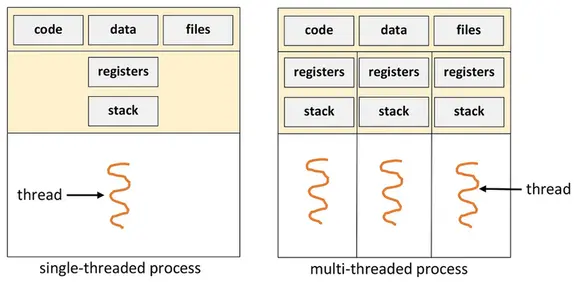 code data files code data files
registers registers registers registers
stack stack stack stack
thread thread
single-threaded process multi-threaded process